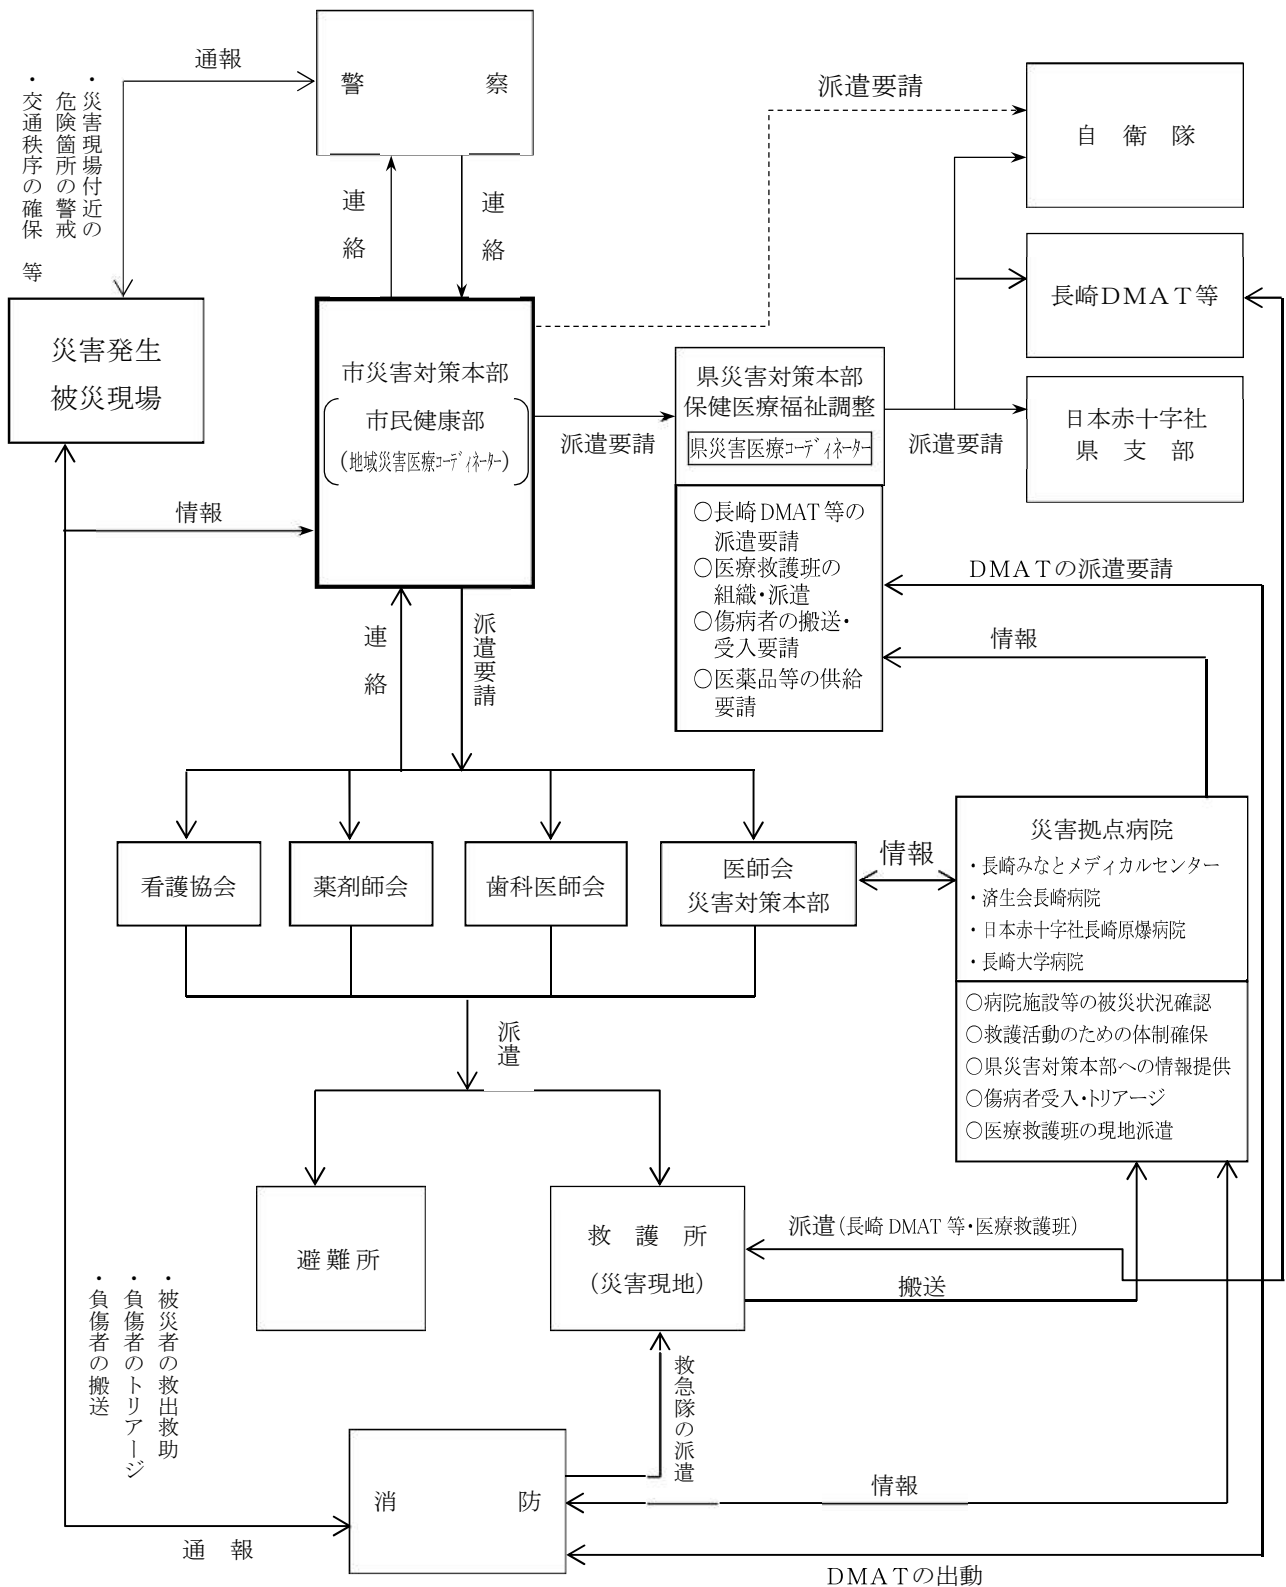 通報
警　察
・災害現場付近の
危険箇所の警戒
・交通秩序の確保　等
派遣要請
自　衛　隊
連　絡
連　絡
長崎ＤＭＡＴ等
災害発生
被災現場
市災害対策本部
市民健康部
（地域災害医療ｺｰﾃﾞｨﾈｰﾀｰ）
派遣要請
県災害対策本部
保健医療福祉調整
県災害医療ｺｰﾃﾞｨﾈｰﾀｰ
派遣要請
日本赤十字社
県　支　部
情報
○長崎DMAT等の
派遣要請
○医療救護班の
組織・派遣
○傷病者の搬送・
受入要請
○医薬品等の供給
要請
ＤＭＡＴの派遣要請
情報
連　絡
派遣要請
看護協会
薬剤師会
歯科医師会
医師会
災害対策本部
情報
災害拠点病院
・長崎みなとメディカルセンター
・済生会長崎病院
・日本赤十字社長崎原爆病院
・長崎大学病院
○病院施設等の被災状況確認
○救護活動のための体制確保
○県災害対策本部への情報提供
○傷病者受入・トリアージ
○医療救護班の現地派遣
派遣
避難所
救　護　所
（災害現地）
派遣（長崎DMAT等・医療救護班）
搬送
・被災者の救出救助
・負傷者のトリアージ
・負傷者の搬送
救急隊の派遣
消　防
情報
通　報
ＤＭＡＴの出動